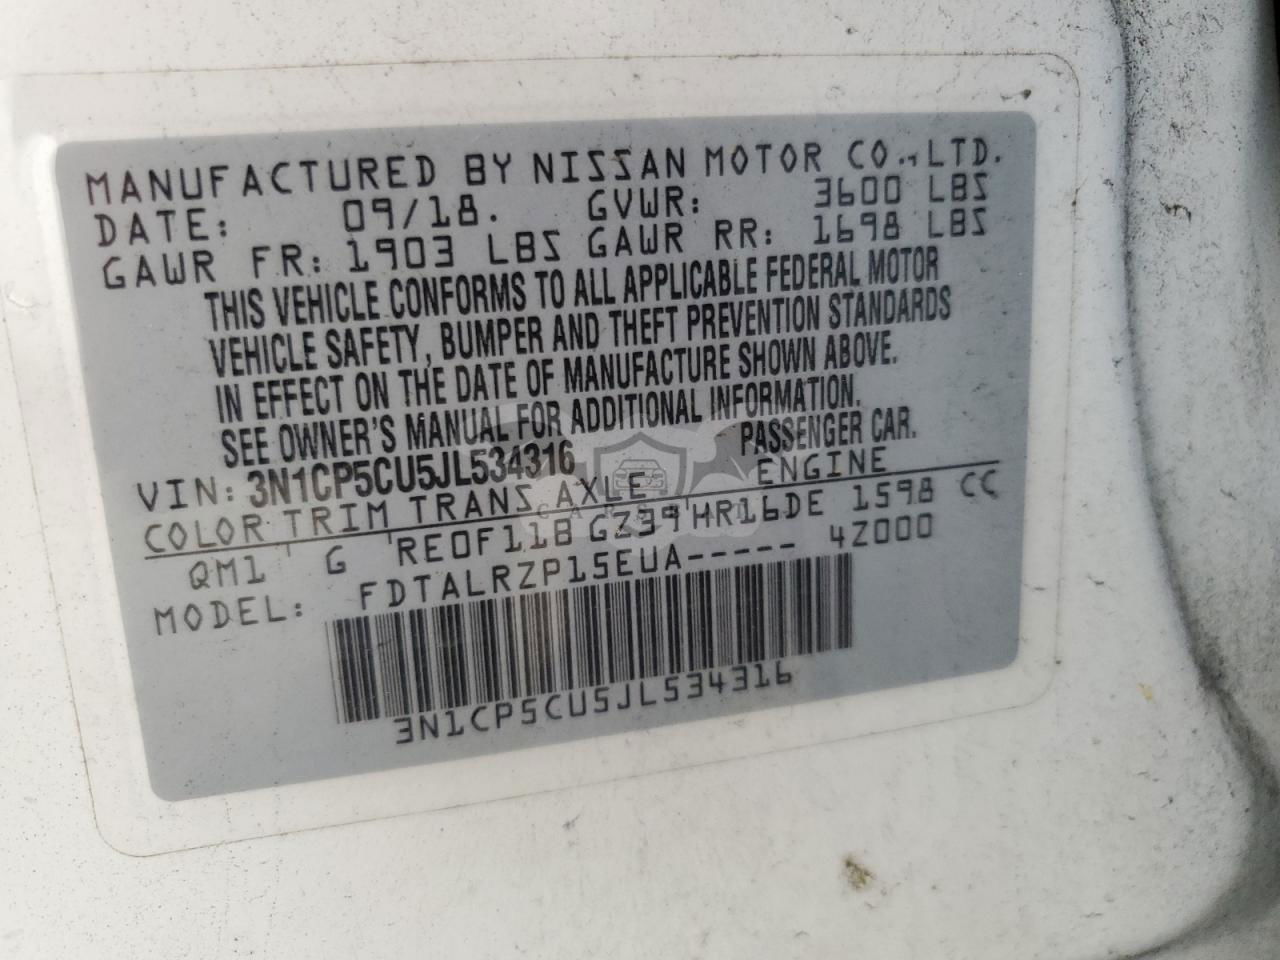 MANUFACTURED BY NISSAN MOTOR CO., LTD.
DATE: 09/18. GVWR: 3600 LBS
GAWR FR: 1903 LBS GAWR RR: 1698 LBS
THIS VEHICLE CONFORMS TO ALL APPLICABLE FEDERAL MOTOR
VEHICLE SAFETY, BUMPER AND THEFT PREVENTION STANDARDS
IN EFFECT ON THE DATE OF MANUFACTURE SHOWN ABOVE.
SEE OWNER'S MANUAL FOR ADDITIONAL INFORMATION.
VIN: 3N1CP5CU5JL534316 PASSENGER CAR.
COLOR TRIM TRANS AXLE ENGINE
QM1 G RE0F11B GZ39 HR16DE 1598 CC
MODEL: FDTALRZP15EUA----- 4Z000
3N1CP5CU5JL534316